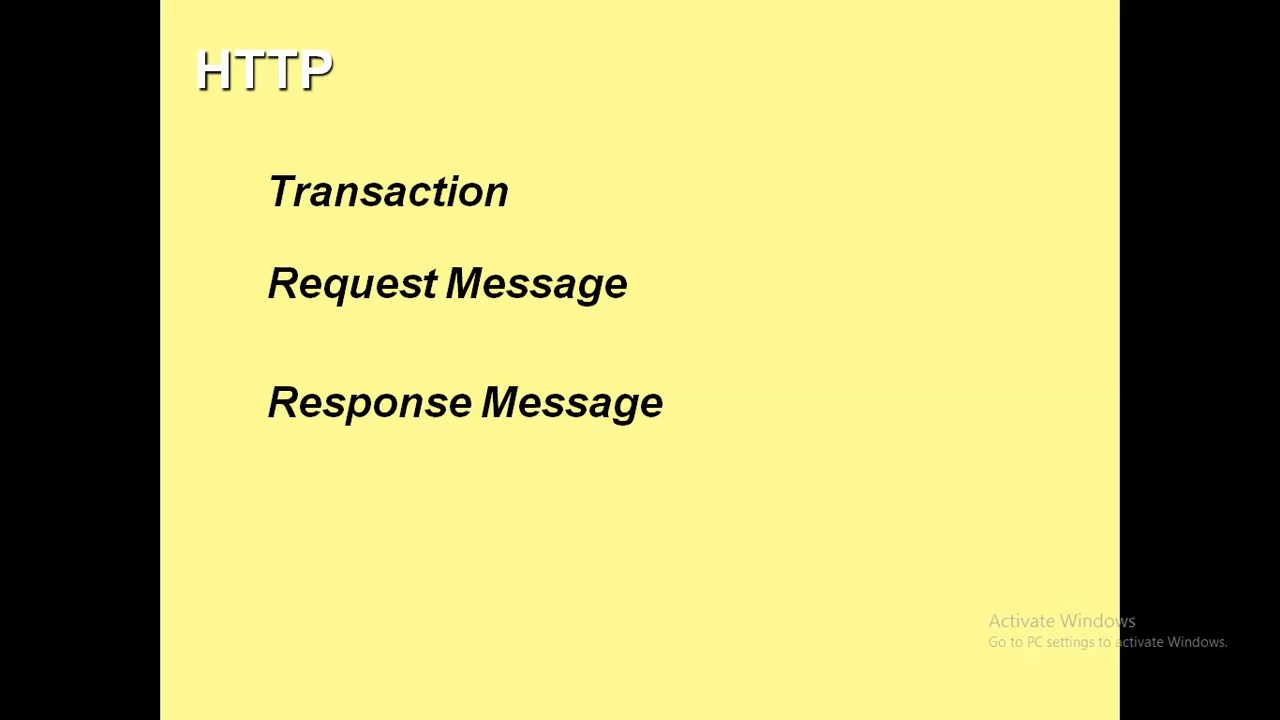 HTTP
Transaction
Request Message
Response Message
Activate Windows
Go to PC settings to activate Windows.